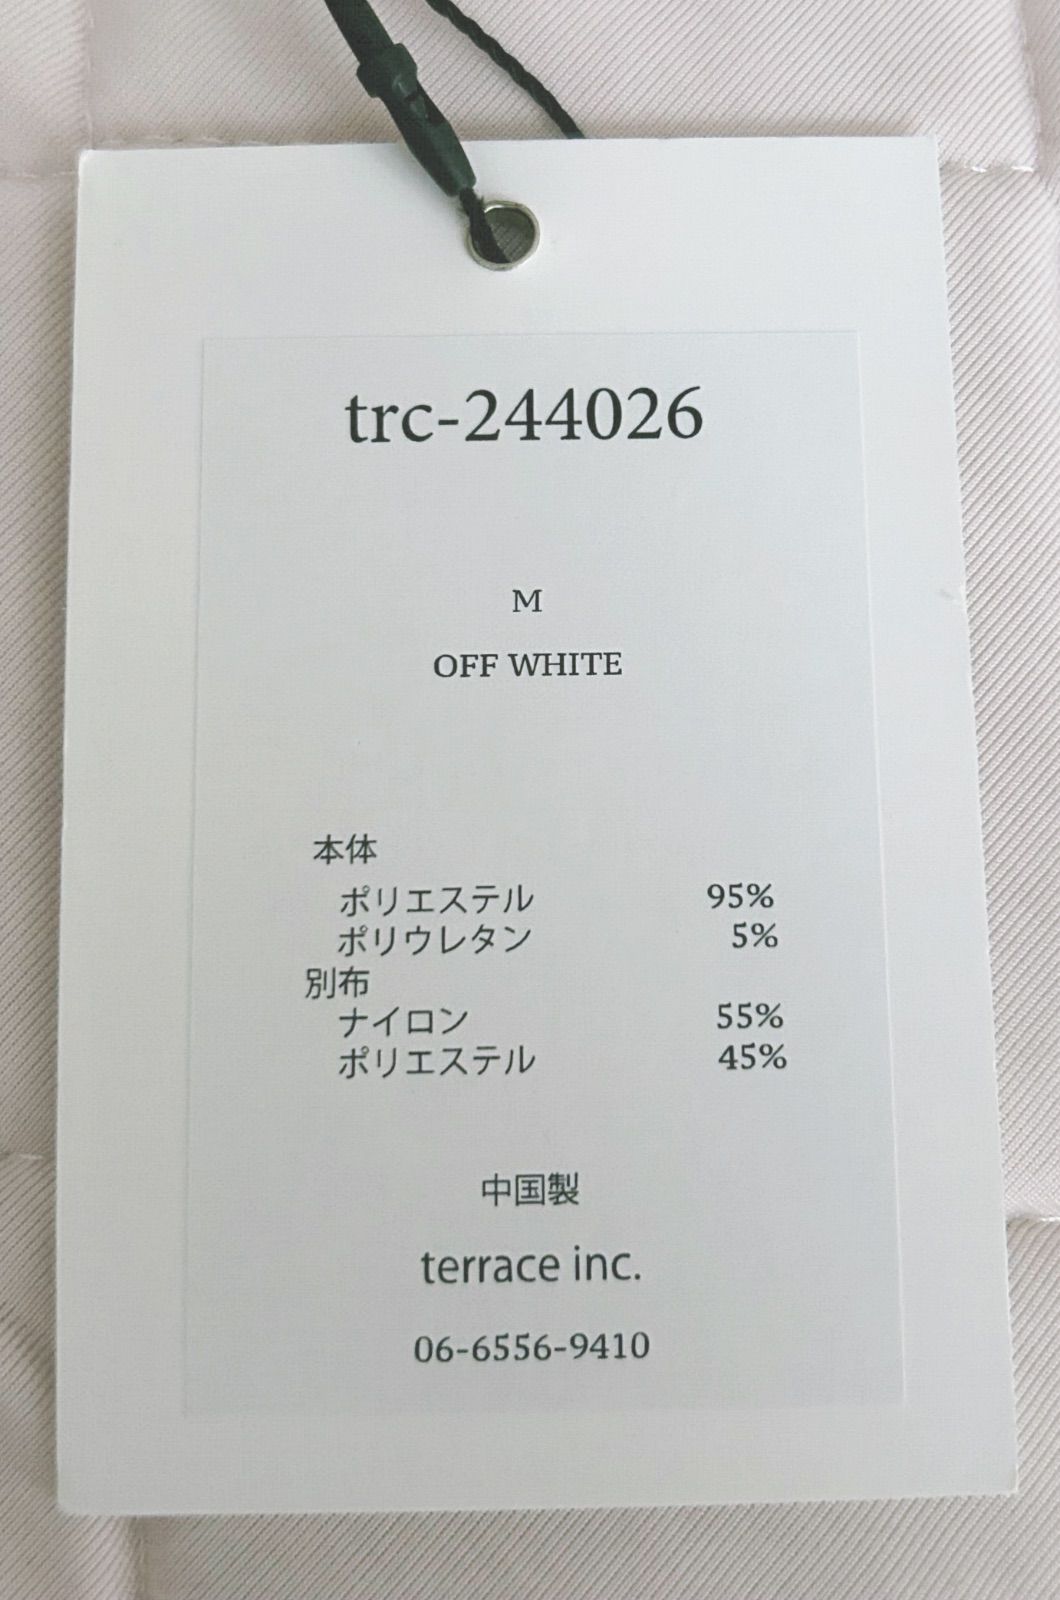 trc-244026
M
OFF WHITE
本体
ポリエステル 95%
ポリウレタン 5%
別布
ナイロン 55%
ポリエステル 45%
中国製
terrace inc.
06-6556-9410